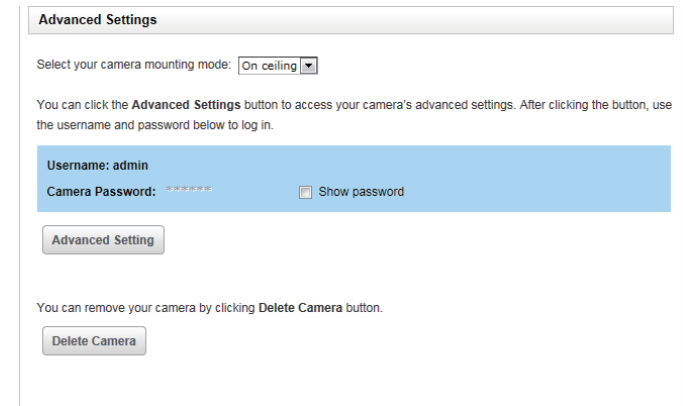 Advanced Settings
Select your camera mounting mode: On ceiling
You can click the Advanced Settings button to access your camera's advanced settings. After clicking the button, use
the username and password below to log in.
Username: admin
Camera Password: ****** Show password
Advanced Setting
You can remove your camera by clicking Delete Camera button.
Delete Camera